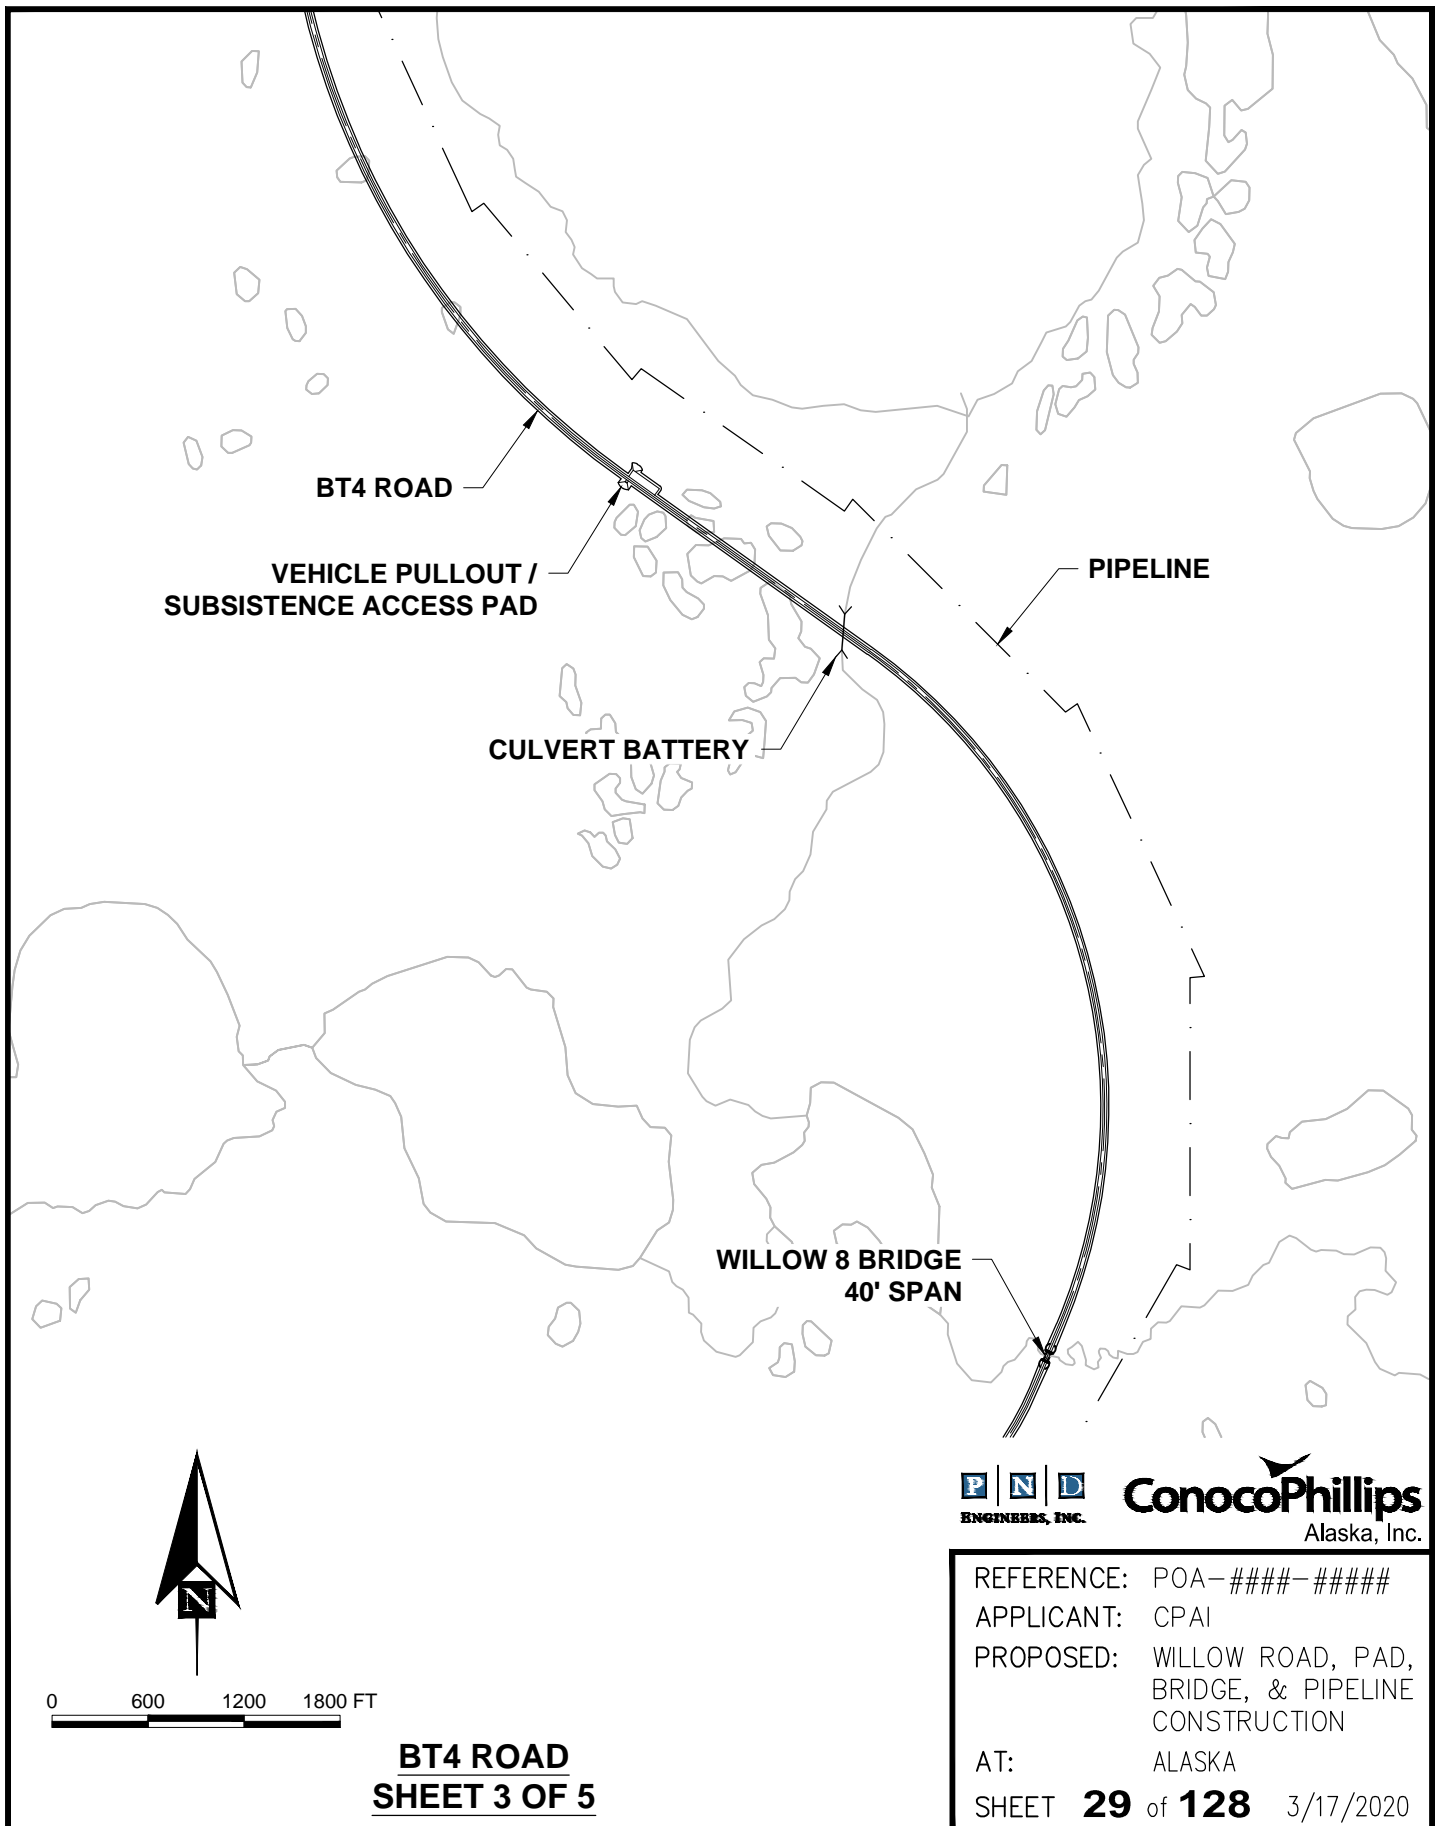 BT4 ROAD
VEHICLE PULLOUT /
SUBSISTENCE ACCESS PAD
PIPELINE
CULVERT BATTERY
WILLOW 8 BRIDGE
40' SPAN
P N D
ENGINEERS, INC.
ConocoPhillips
Alaska, Inc.
N
0 600 1200 1800 FT
BT4 ROAD
SHEET 3 OF 5
REFERENCE: POA-####-#####
APPLICANT: CPAI
PROPOSED: WILLOW ROAD, PAD,
BRIDGE, & PIPELINE
CONSTRUCTION
AT: ALASKA
SHEET 29 of 128 3/17/2020